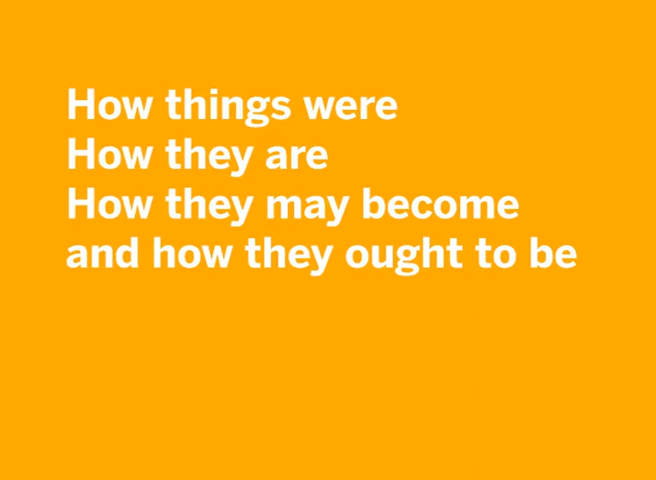 How things were
How they are
How they may become
and how they ought to be